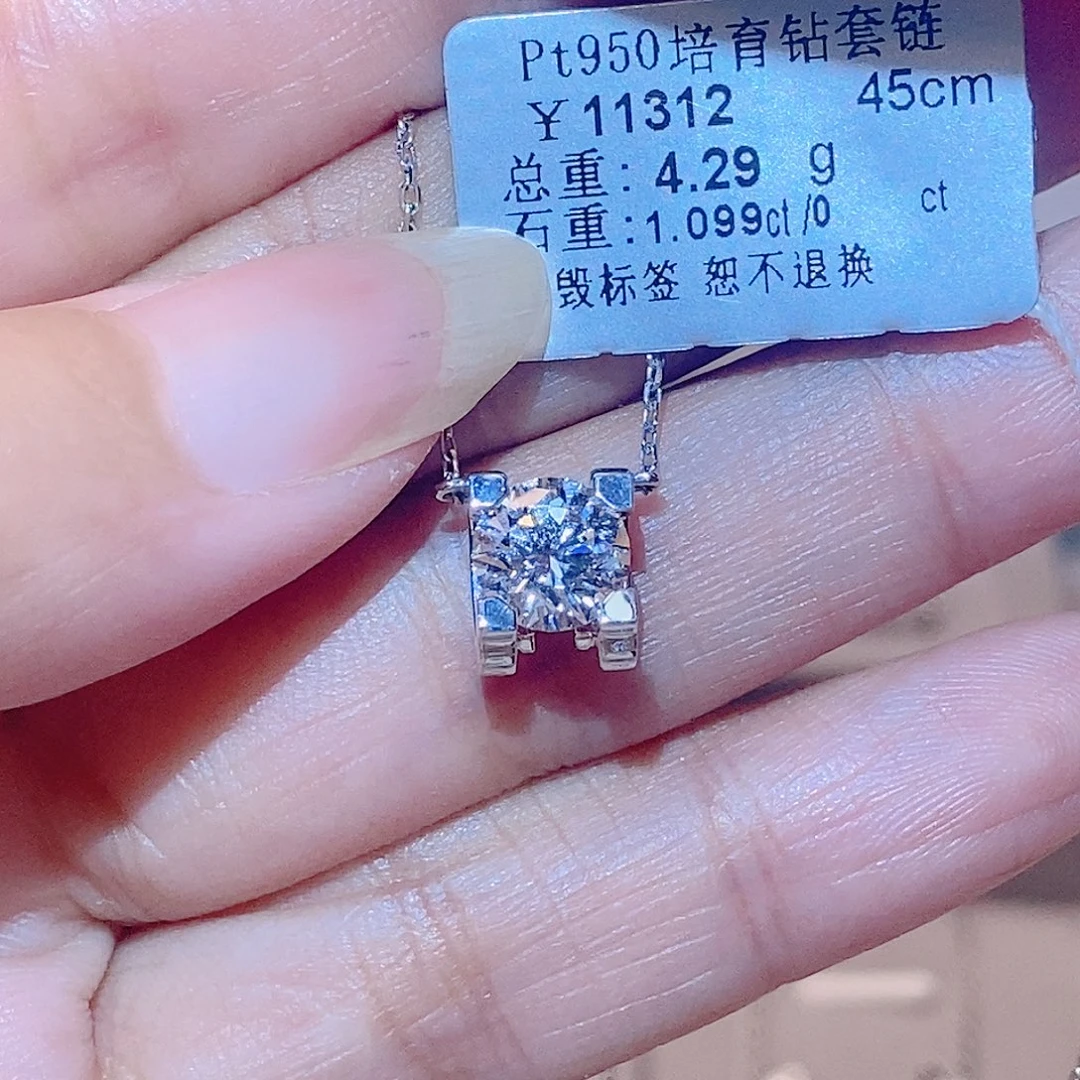 Pt950培育钻套链
¥11312 45cm
总重: 4.29 g
石重:1.099ct/0 ct
毁标签 恕不退换